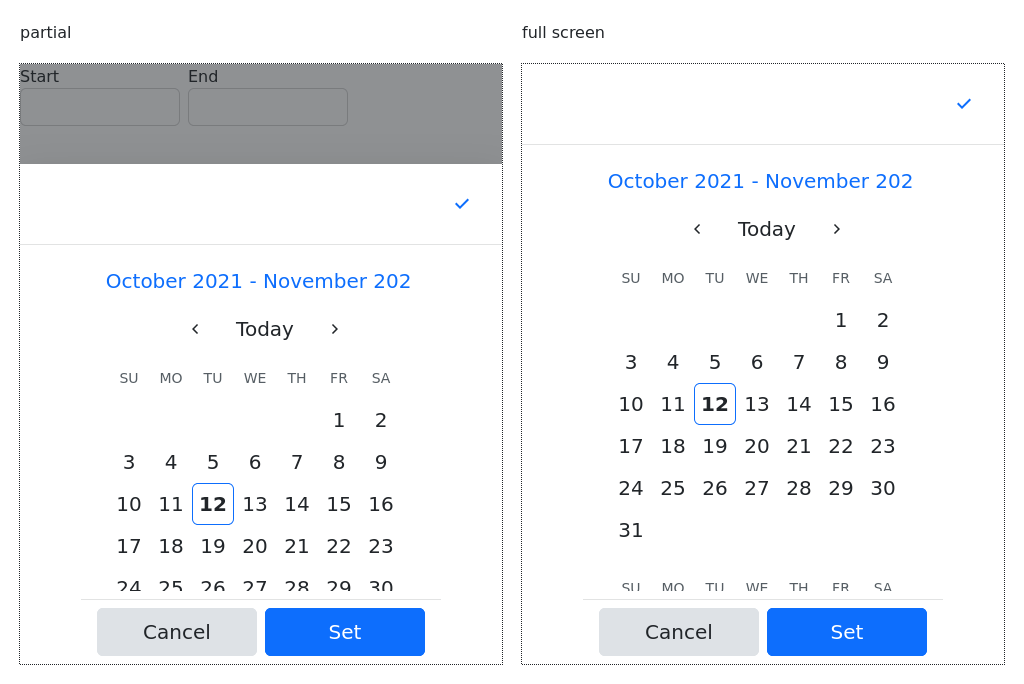 partial
full screen
Start End
October 2021 - November 202
Today
SU MO TU WE TH FR SA
1 2
3 4 5 6 7 8 9
10 11 12 13 14 15 16
17 18 19 20 21 22 23
24 25 26 27 28 29 30
Cancel Set
October 2021 - November 202
Today
SU MO TU WE TH FR SA
1 2
3 4 5 6 7 8 9
10 11 12 13 14 15 16
17 18 19 20 21 22 23
24 25 26 27 28 29 30
31
SU MO TU WE TH FR SA
Cancel Set